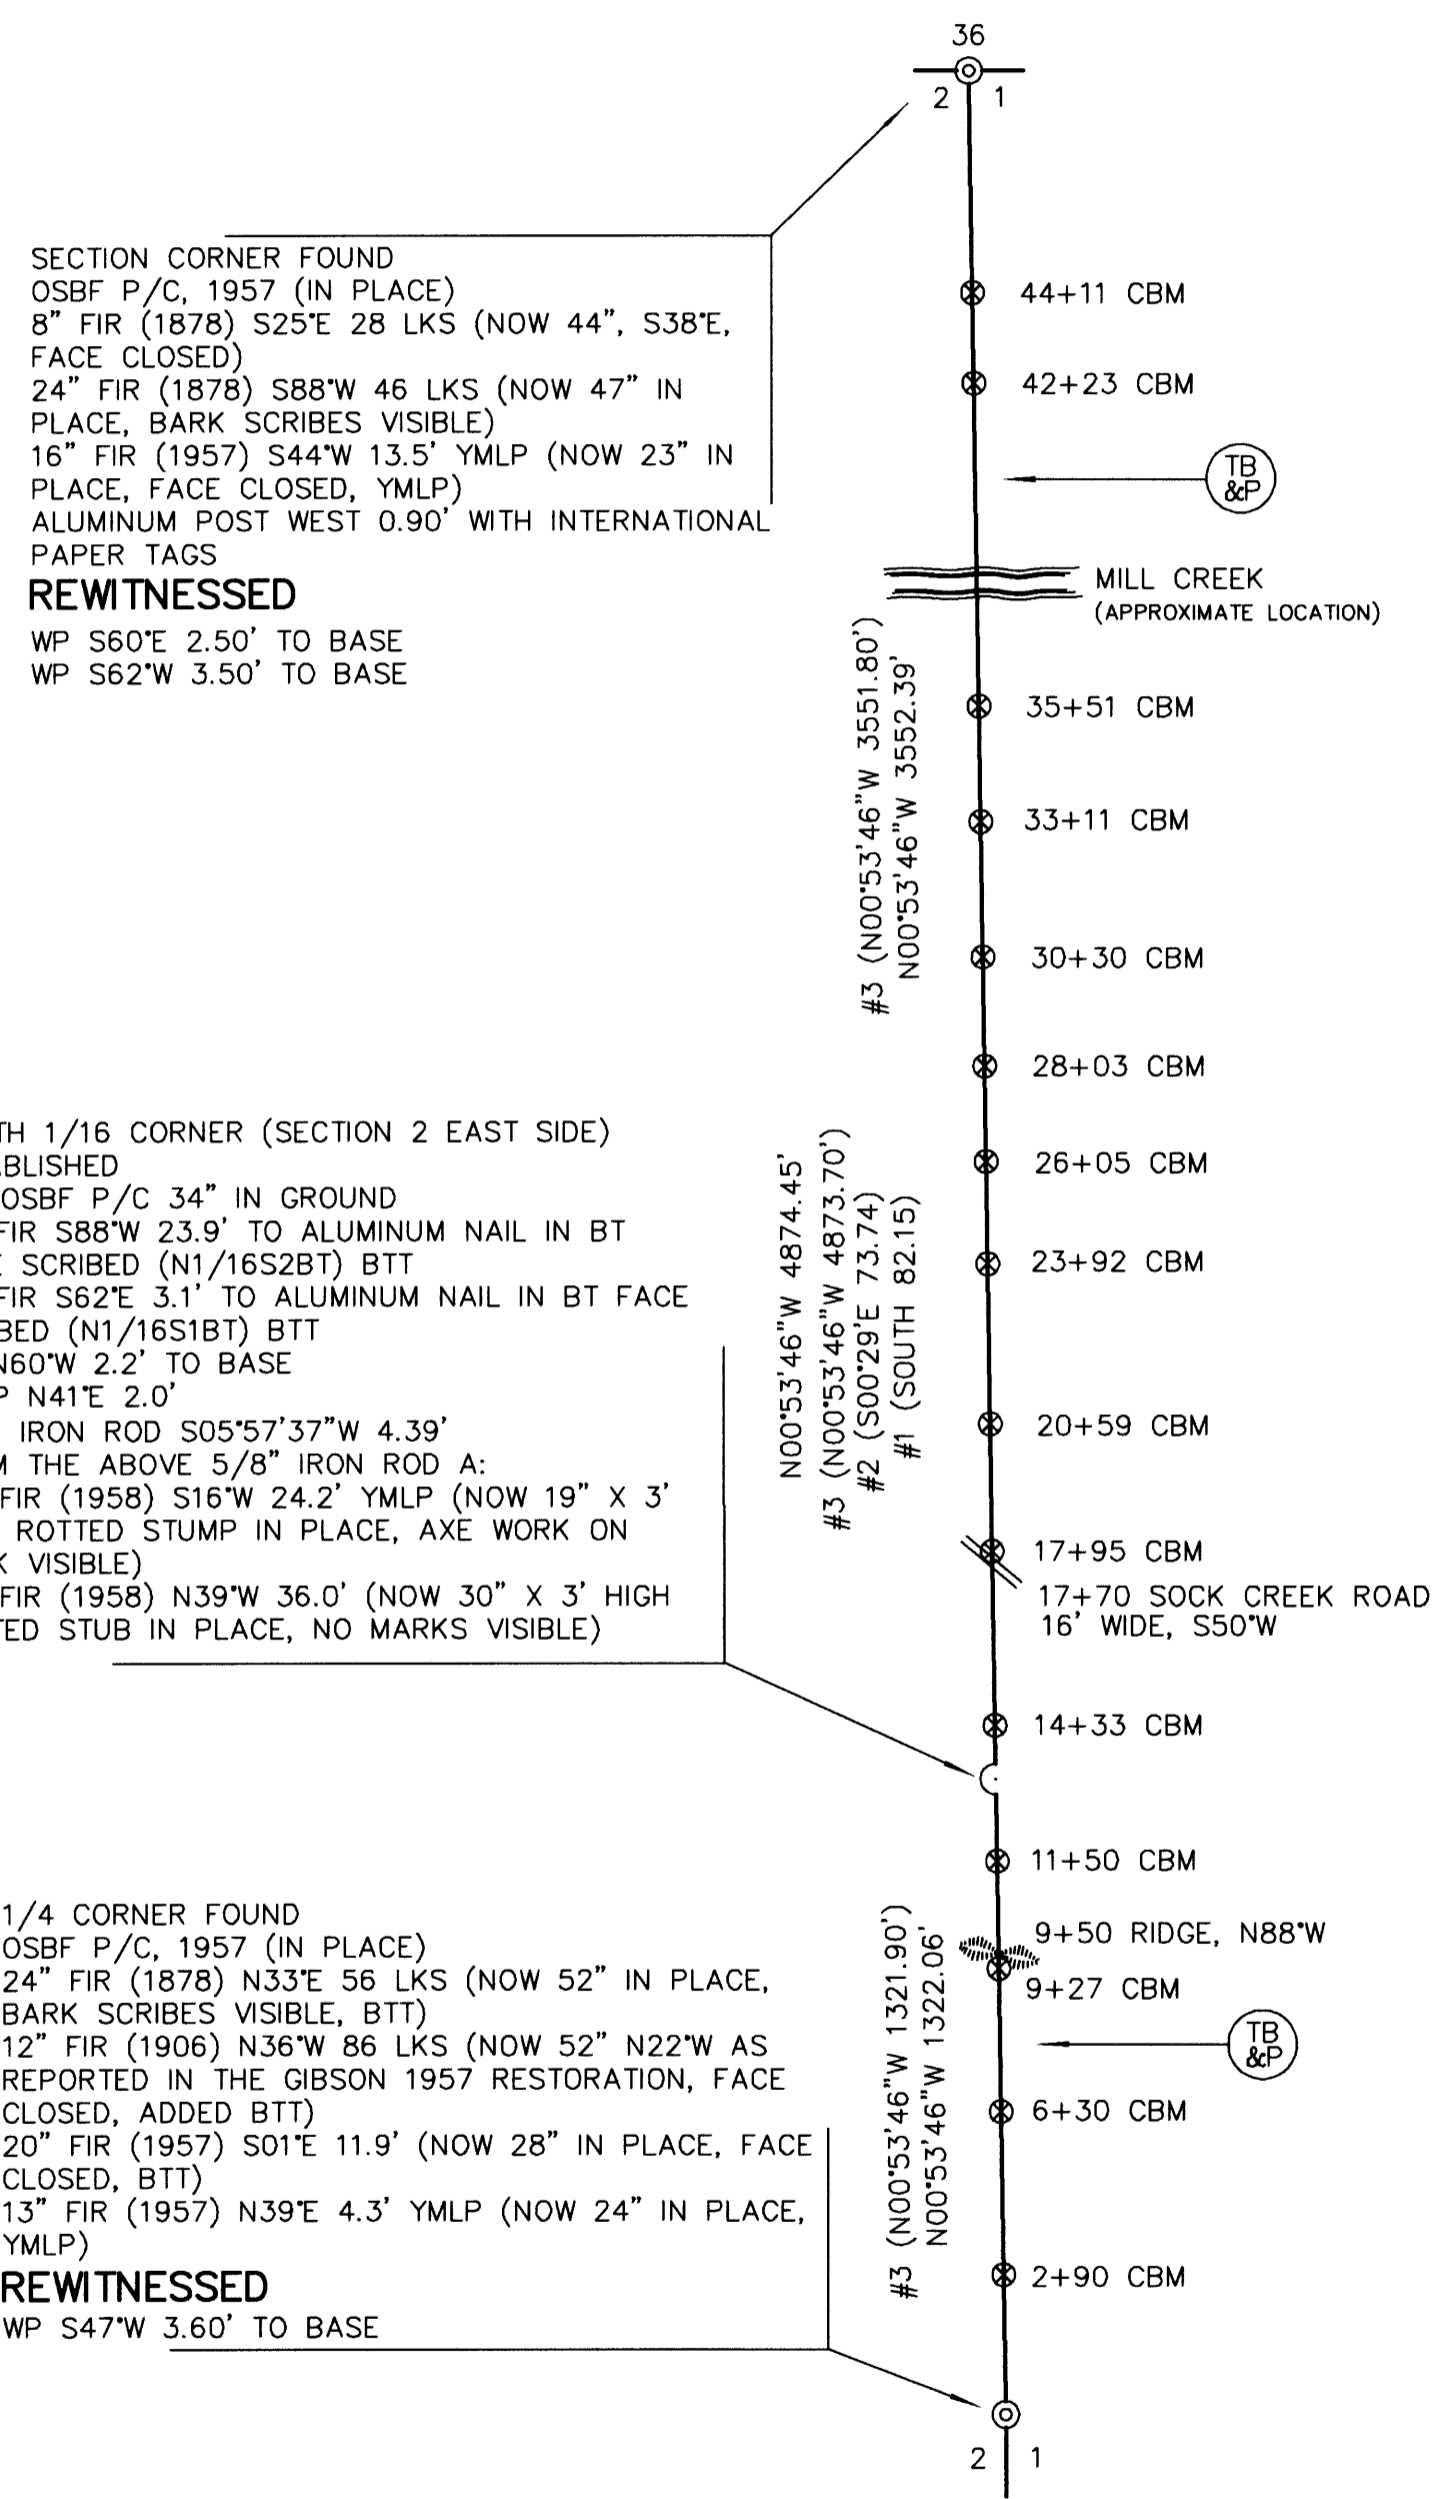 36
2 1
SECTION CORNER FOUND
OSBF P/C, 1957 (IN PLACE)
8" FIR (1878) S25°E 28 LKS (NOW 44", S38°E,
FACE CLOSED)
24" FIR (1878) S88°W 46 LKS (NOW 47" IN
PLACE, BARK SCRIBES VISIBLE)
16" FIR (1957) S44°W 13.5' YMLP (NOW 23" IN
PLACE, FACE CLOSED, YMLP)
ALUMINUM POST WEST 0.90' WITH INTERNATIONAL
PAPER TAGS
REWITNESSED
WP S60°E 2.50' TO BASE
WP S62°W 3.50' TO BASE
44+11 CBM
42+23 CBM
TB
&P
MILL CREEK
(APPROXIMATE LOCATION)
#3 (N00°53'46"W 3551.80')
N00°53'46"W 3552.39'
35+51 CBM
33+11 CBM
30+30 CBM
28+03 CBM
26+05 CBM
23+92 CBM
20+59 CBM
17+95 CBM
17+70 SOCK CREEK ROAD
16' WIDE, S50°W
14+33 CBM
N00°53'46"W 4874.45'
#3 (N00°53'46"W 4873.70')
#2 (S00°29'E 73.74)
#1 (SOUTH 82.15)
TH 1/16 CORNER (SECTION 2 EAST SIDE)
BLISHED
OSBF P/C 34" IN GROUND
FIR S88°W 23.9' TO ALUMINUM NAIL IN BT
SCRIBED (N1/16S2BT) BTT
FIR S62°E 3.1' TO ALUMINUM NAIL IN BT FACE
BED (N1/16S1BT) BTT
N60°W 2.2' TO BASE
P N41°E 2.0'
IRON ROD S05°57'37"W 4.39'
M THE ABOVE 5/8" IRON ROD A:
FIR (1958) S16°W 24.2' YMLP (NOW 19" X 3'
ROTTED STUMP IN PLACE, AXE WORK ON
K VISIBLE)
FIR (1958) N39°W 36.0' (NOW 30" X 3' HIGH
TED STUB IN PLACE, NO MARKS VISIBLE)
11+50 CBM
9+50 RIDGE, N88°W
9+27 CBM
TB
&P
6+30 CBM
2+90 CBM
#3 (N00°53'46"W 1321.90')
N00°53'46"W 1322.06'
1/4 CORNER FOUND
OSBF P/C, 1957 (IN PLACE)
24" FIR (1878) N33°E 56 LKS (NOW 52" IN PLACE,
BARK SCRIBES VISIBLE, BTT)
12" FIR (1906) N36°W 86 LKS (NOW 52" N22°W AS
REPORTED IN THE GIBSON 1957 RESTORATION, FACE
CLOSED, ADDED BTT)
20" FIR (1957) S01°E 11.9' (NOW 28" IN PLACE, FACE
CLOSED, BTT)
13" FIR (1957) N39°E 4.3' YMLP (NOW 24" IN PLACE,
YMLP)
REWITNESSED
WP S47°W 3.60' TO BASE
2 1